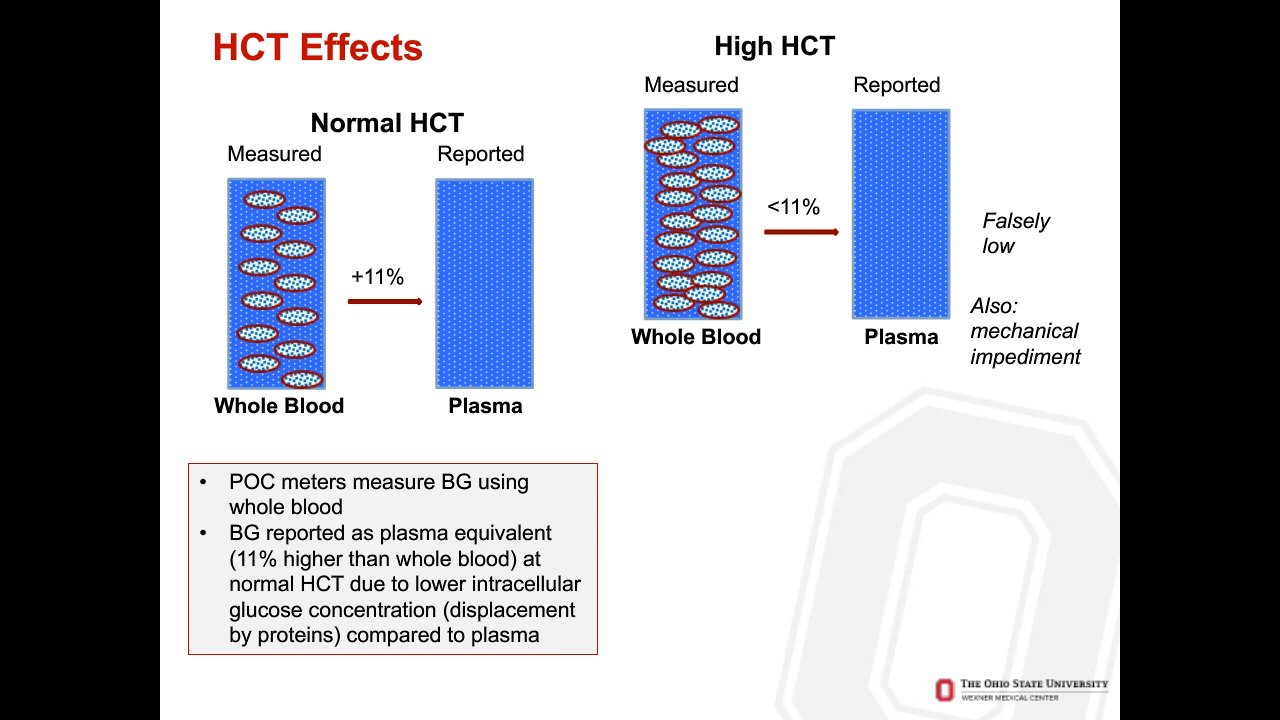 HCT Effects
Normal HCT
Measured
Reported
+11%
Whole Blood
Plasma
High HCT
Measured
Reported
<11%
Whole Blood
Plasma
Falsely
low
Also:
mechanical
impediment
• POC meters measure BG using
whole blood
• BG reported as plasma equivalent
(11% higher than whole blood) at
normal HCT due to lower intracellular
glucose concentration (displacement
by proteins) compared to plasma
THE OHIO STATE UNIVERSITY
WEXNER MEDICAL CENTER